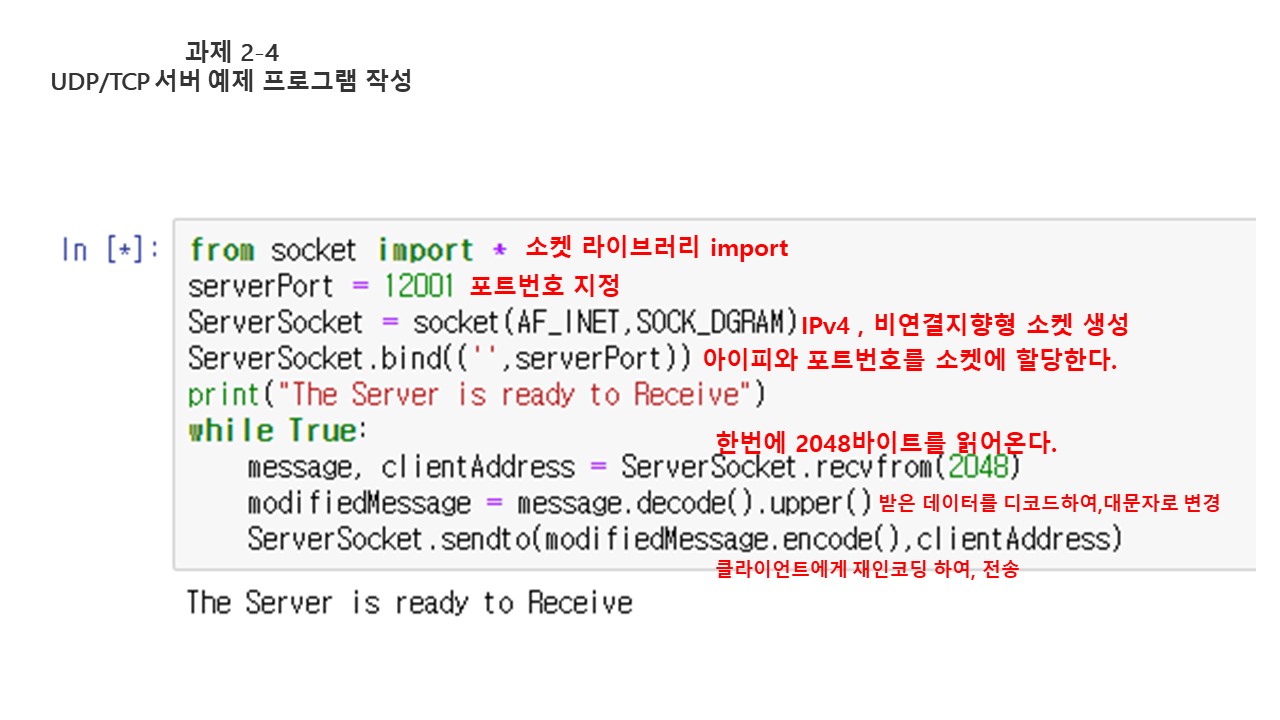 과제 2-4
UDP/TCP 서버 예제 프로그램 작성
In [*]: from socket import * 소켓 라이브러리 import
serverPort = 12001 포트번호 지정
ServerSocket = socket(AF_INET,SOCK_DGRAM) IPv4 , 비연결지향형 소켓 생성
ServerSocket.bind(('',serverPort)) 아이피와 포트번호를 소켓에 할당한다.
print("The Server is ready to Receive")
while True:
한번에 2048바이트를 읽어온다.
message, clientAddress = ServerSocket.recvfrom(2048)
modifiedMessage = message.decode().upper() 받은 데이터를 디코드하여,대문자로 변경
ServerSocket.sendto(modifiedMessage.encode(),clientAddress)
클라이언트에게 재인코딩 하여, 전송
The Server is ready to Receive